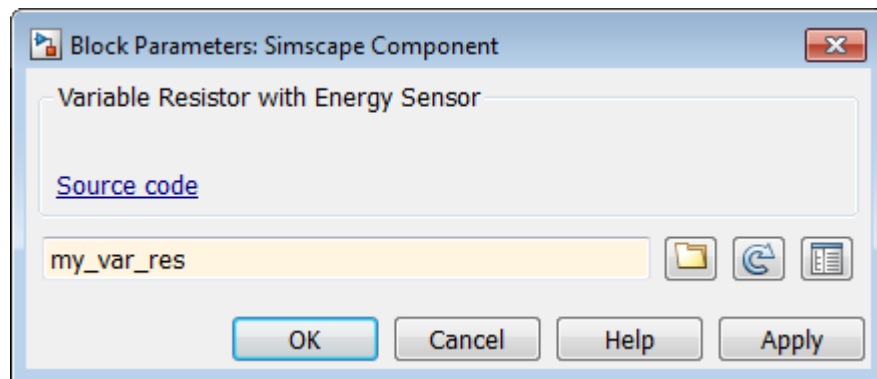 Block Parameters: Simscape Component
Variable Resistor with Energy Sensor
Source code
my_var_res
OK Cancel Help Apply